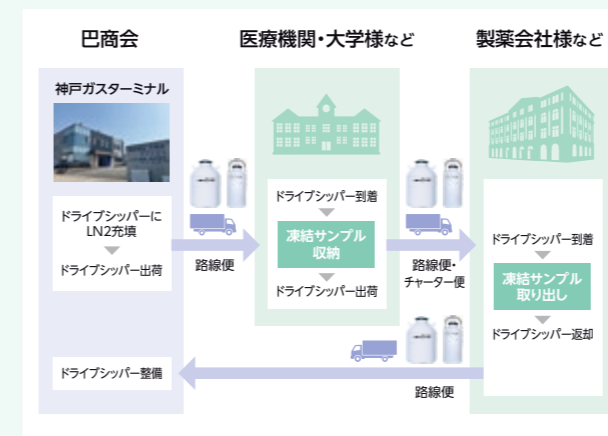 巴商会
医療機関・大学様など
製薬会社様など
神戸ガスターミナル
ドライブシッパーに
LN2充填
ドライブシッパー出荷
路線便
ドライブシッパー到着
凍結サンプル
収納
ドライブシッパー出荷
路線便・
チャーター便
ドライブシッパー到着
凍結サンプル
取り出し
ドライブシッパー返却
路線便
ドライブシッパー整備